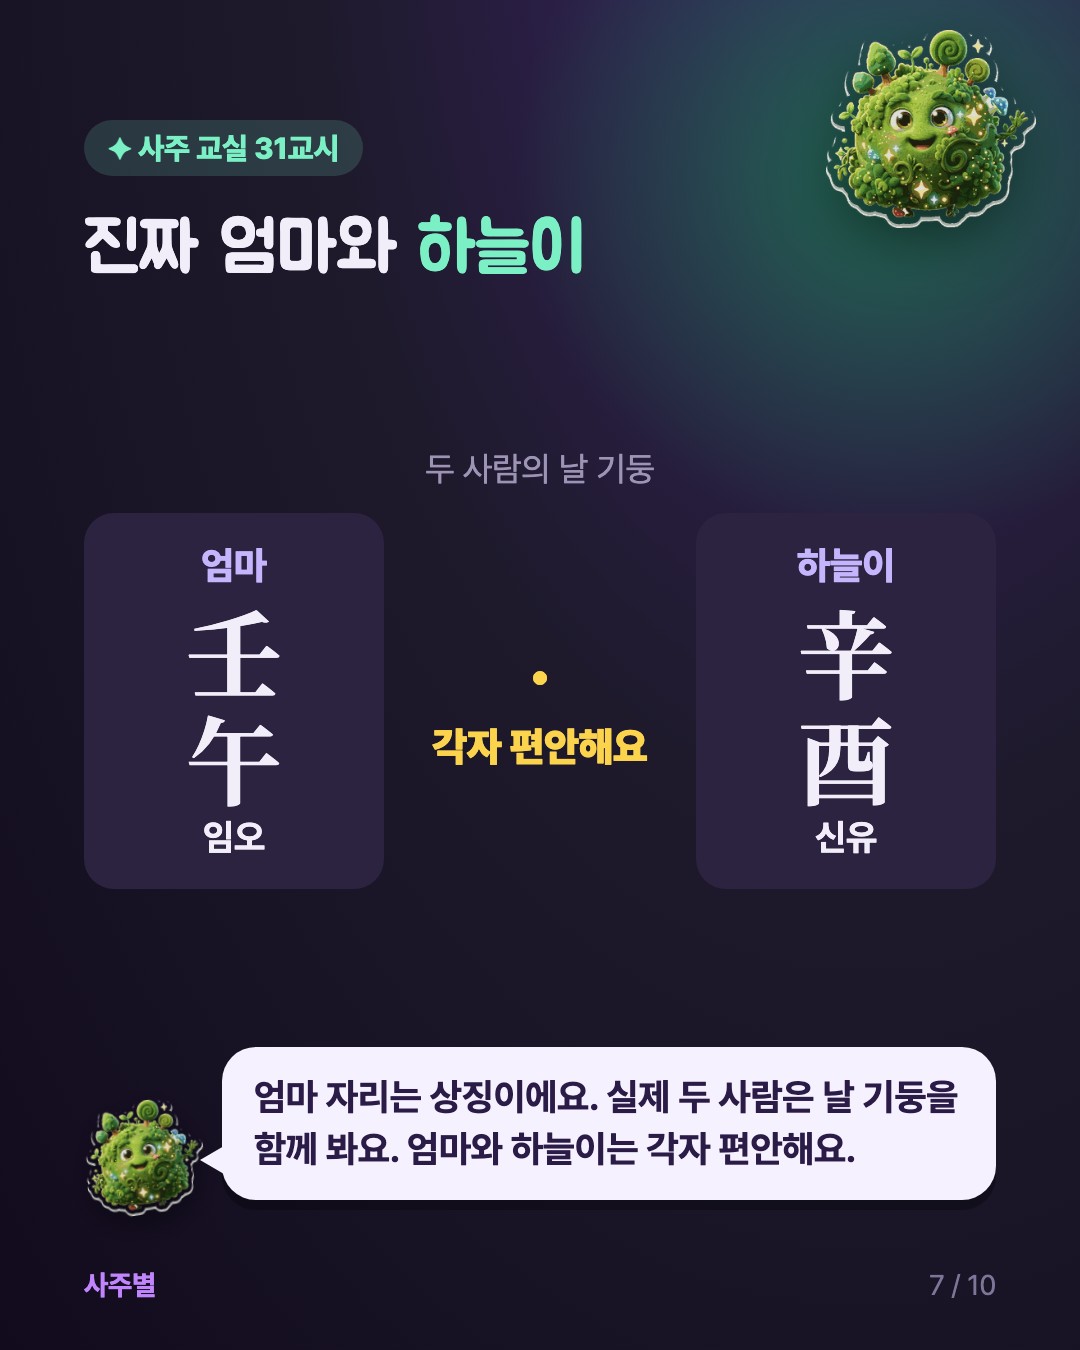 ✦ 사주 교실 31교시
진짜 엄마와 하늘이
두 사람의 날 기둥
엄마
壬
午
임오
각자 편안해요
하늘이
辛
酉
신유
엄마 자리는 상징이에요. 실제 두 사람은 날 기둥을
함께 봐요. 엄마와 하늘이는 각자 편안해요.
사주별
7 / 10